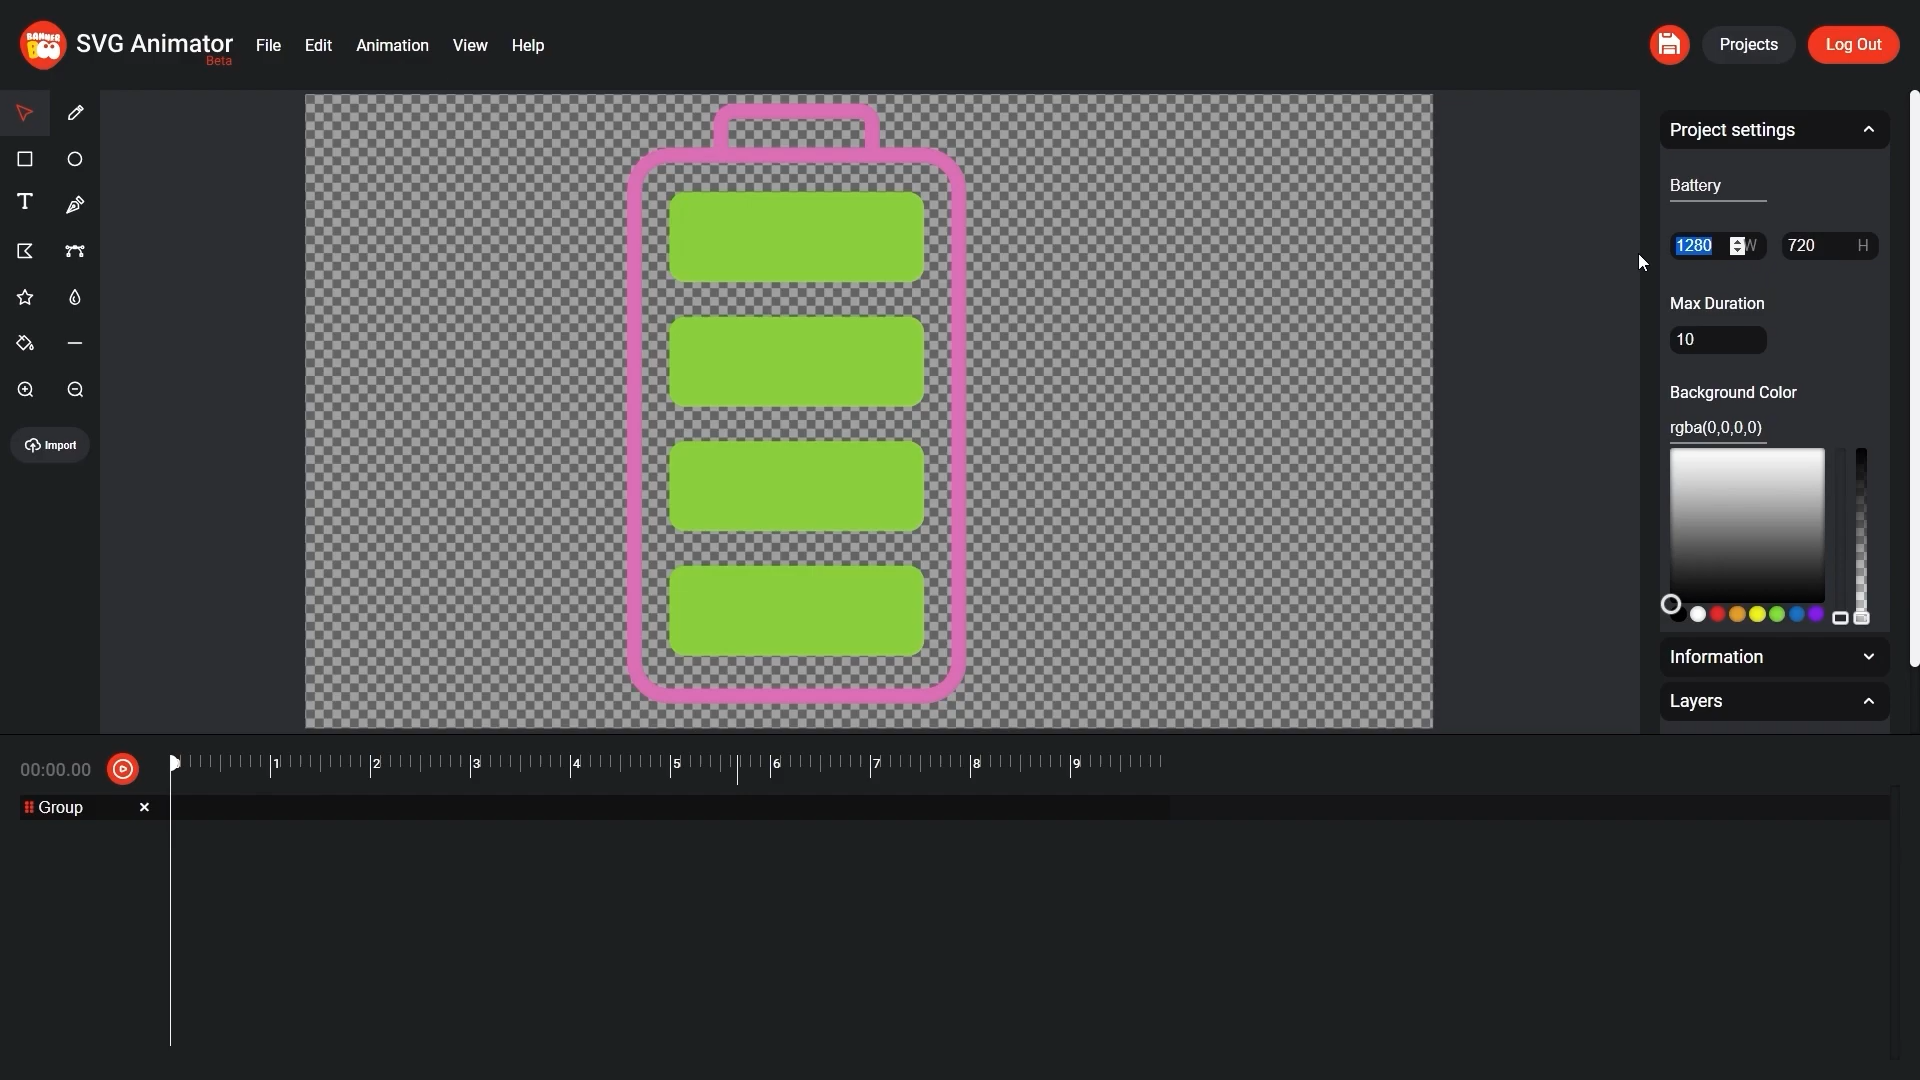 BANNER
BOO
SVG Animator
Beta
File Edit Animation View Help
Projects
Log Out
T
Import
Project settings
Battery
1280 W 720 H
Max Duration
10
Background Color
rgba(0,0,0,0)
Information
Layers
00:00.00
1 2 3 4 5 6 7 8 9
Group